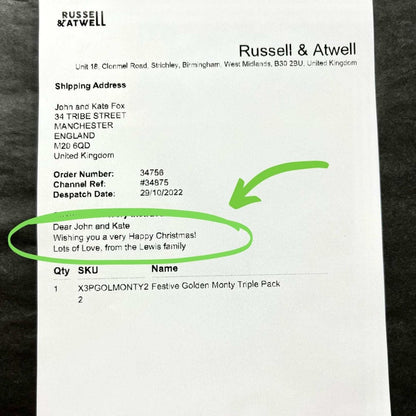 RUSSELL
& ATWELL
Russell & Atwell
Unit 18, Clonmel Road, Stirchley, Birmingham, West Midlands, B30 2BU, United Kingdom
Shipping Address
John and Kate Fox
34 TRIBE STREET
MANCHESTER
ENGLAND
M20 6QD
United Kingdom
Order Number: 34756
Channel Ref: #34875
Despatch Date: 29/10/2022
Dear John and Kate
Wishing you a very Happy Christmas!
Lots of Love, from the Lewis family
Qty SKU Name
1 X3PGOLMONTY2 Festive Golden Monty Triple Pack
2